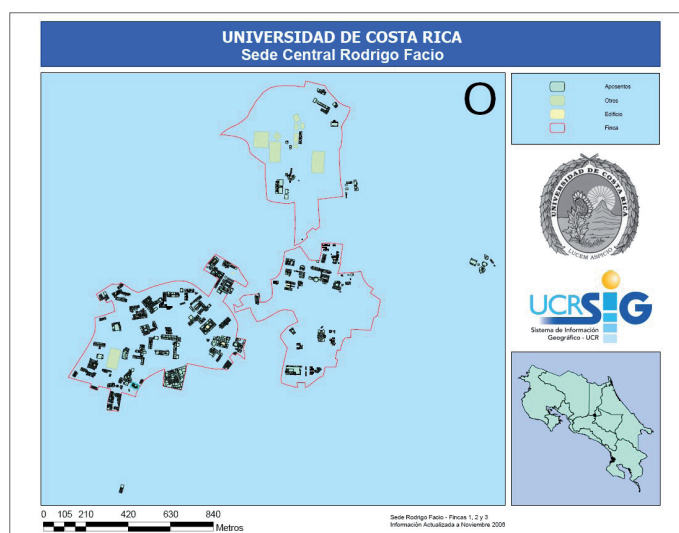 UNIVERSIDAD DE COSTA RICA
Sede Central Rodrigo Facio
O
Aposentos
Otros
Edificio
Finca
UNIVERSIDAD DE COSTA RICA
LUCEM ASPICIO
UCRSIG
Sistema de Información
Geográfico - UCR
0 105 210 420 630 840
Metros
Sede Rodrigo Facio - Fincas 1, 2 y 3
Información Actualizada a Noviembre